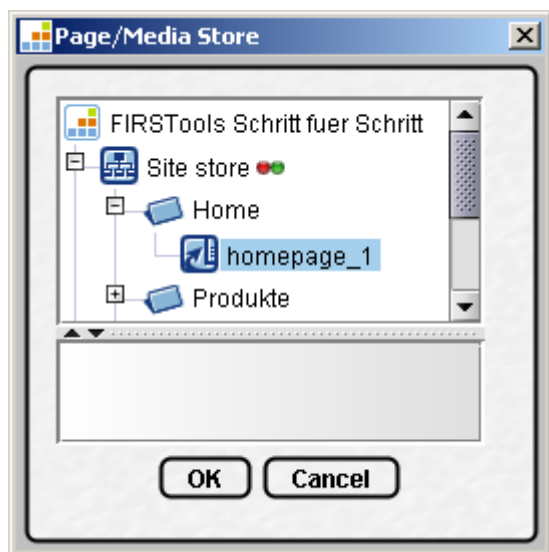 Page/Media Store
FIRSTools Schritt fuer Schritt
Site store
Home
homepage_1
Produkte
OK Cancel